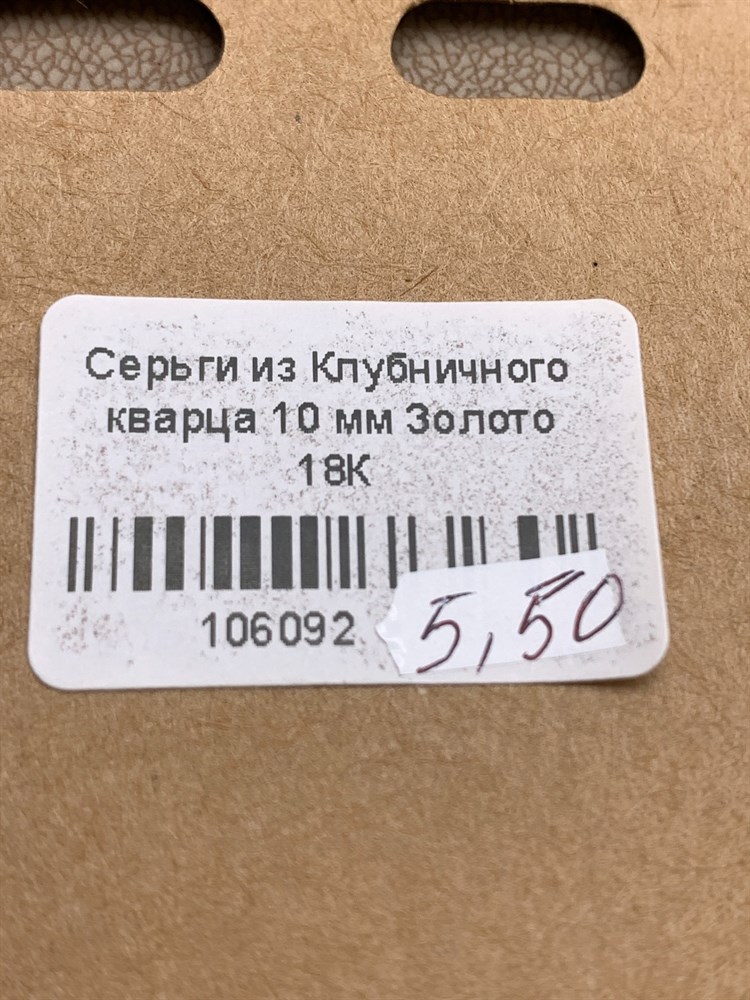 Серьги из Клубничного
кварца 10 мм Золото
18К
106092
5,50